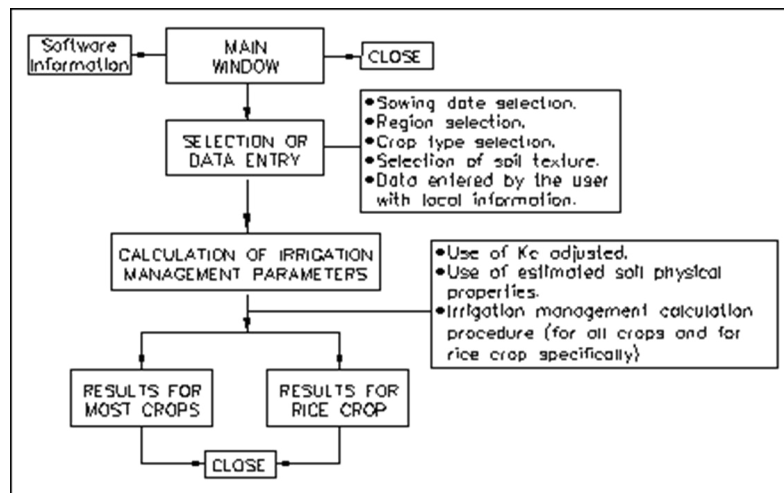 Software
Information
MAIN
WINDOW
CLOSE
SELECTION OR
DATA ENTRY
•Sowing date selection.
•Region selection.
•Crop type selection.
•Selection of soil texture.
•Data entered by the user
with local information.
CALCULATION OF IRRIGATION
MANAGEMENT PARAMETERS
•Use of Kc adjusted.
•Use of estimated soil physical
properties.
•Irrigation management calculation
procedure (for all crops and for
rice crop specifically)
RESULTS FOR
MOST CROPS
RESULTS FOR
RICE CROP
CLOSE